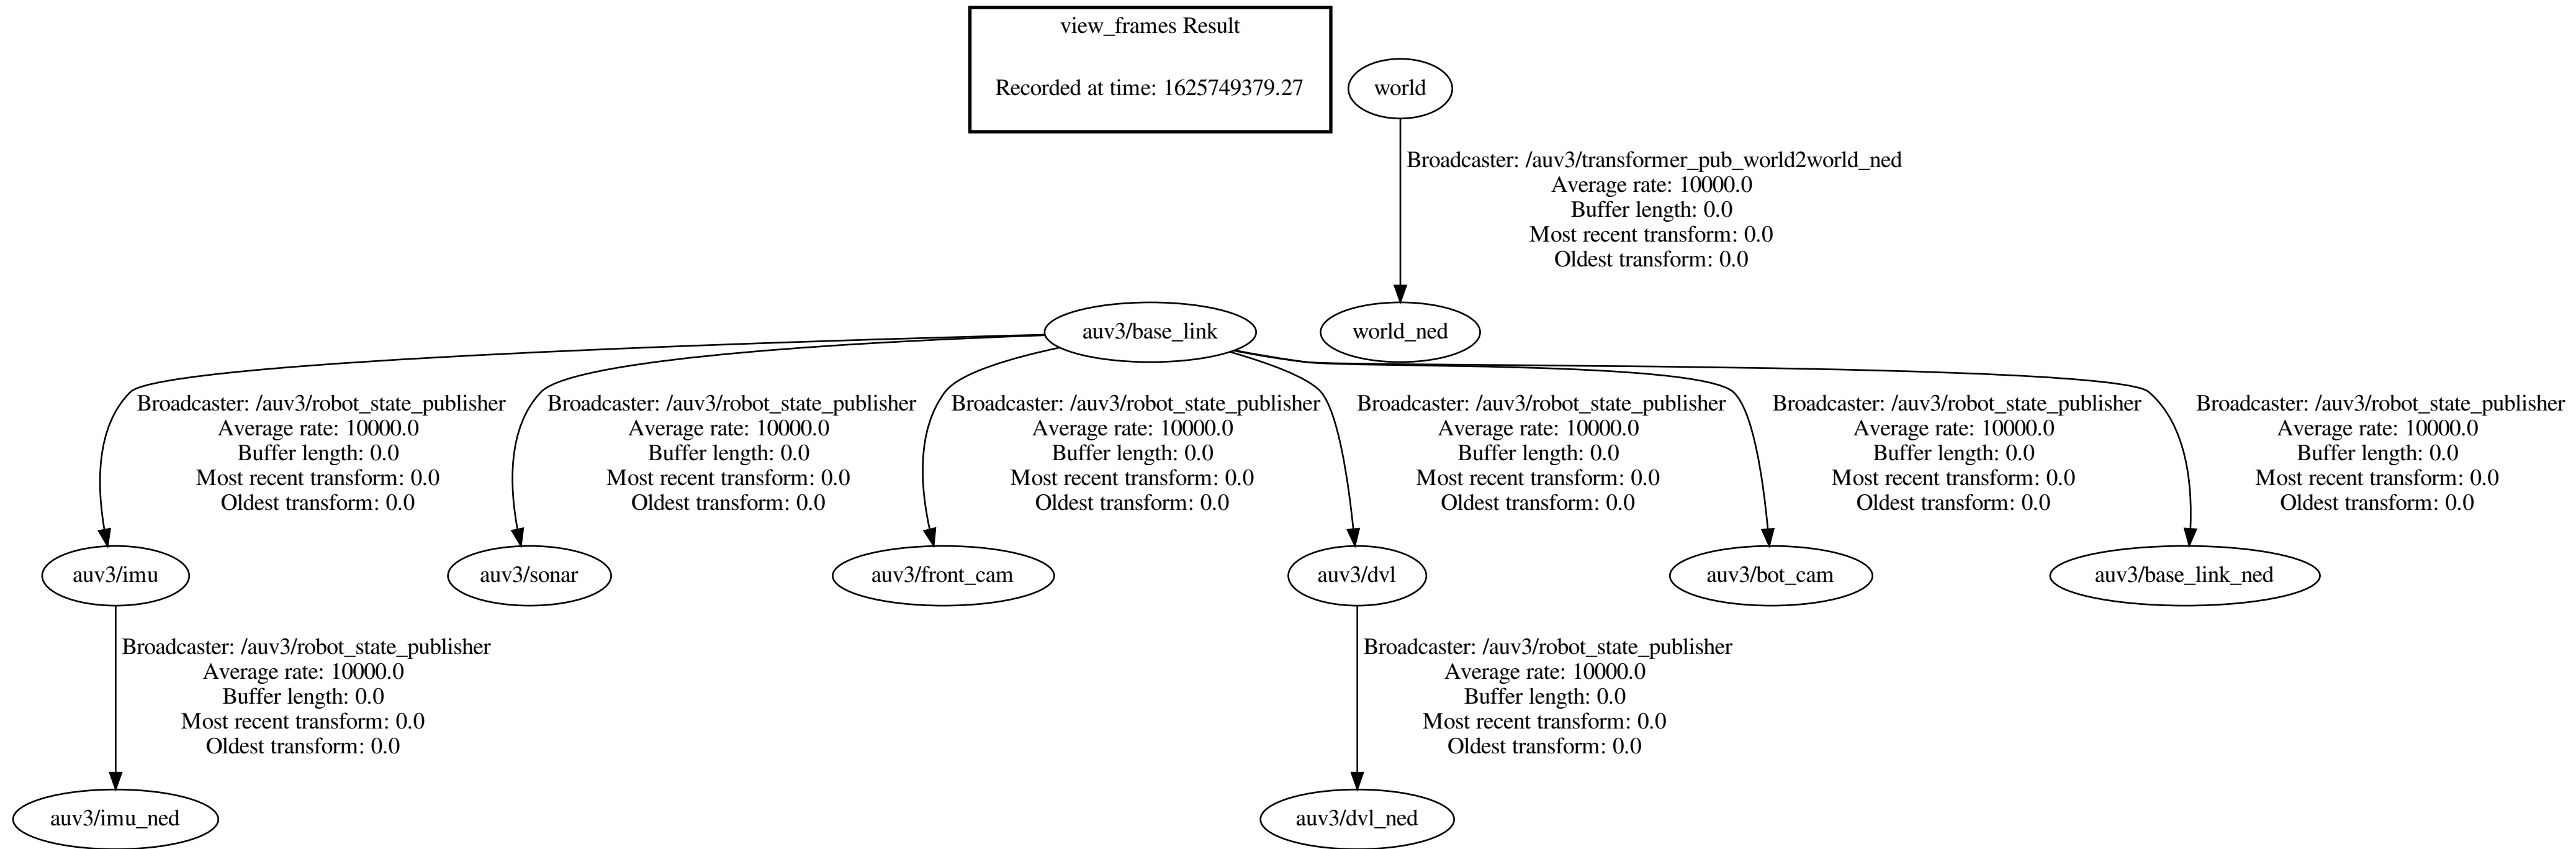 view_frames Result
Recorded at time: 1625749379.27
world
Broadcaster: /auv3/transformer_pub_world2world_ned
Average rate: 10000.0
Buffer length: 0.0
Most recent transform: 0.0
Oldest transform: 0.0
auv3/base_link
world_ned
Broadcaster: /auv3/robot_state_publisher
Average rate: 10000.0
Buffer length: 0.0
Most recent transform: 0.0
Oldest transform: 0.0
Broadcaster: /auv3/robot_state_publisher
Average rate: 10000.0
Buffer length: 0.0
Most recent transform: 0.0
Oldest transform: 0.0
Broadcaster: /auv3/robot_state_publisher
Average rate: 10000.0
Buffer length: 0.0
Most recent transform: 0.0
Oldest transform: 0.0
Broadcaster: /auv3/robot_state_publisher
Average rate: 10000.0
Buffer length: 0.0
Most recent transform: 0.0
Oldest transform: 0.0
Broadcaster: /auv3/robot_state_publisher
Average rate: 10000.0
Buffer length: 0.0
Most recent transform: 0.0
Oldest transform: 0.0
Broadcaster: /auv3/robot_state_publisher
Average rate: 10000.0
Buffer length: 0.0
Most recent transform: 0.0
Oldest transform: 0.0
auv3/imu
auv3/sonar
auv3/front_cam
auv3/dvl
auv3/bot_cam
auv3/base_link_ned
Broadcaster: /auv3/robot_state_publisher
Average rate: 10000.0
Buffer length: 0.0
Most recent transform: 0.0
Oldest transform: 0.0
Broadcaster: /auv3/robot_state_publisher
Average rate: 10000.0
Buffer length: 0.0
Most recent transform: 0.0
Oldest transform: 0.0
auv3/imu_ned
auv3/dvl_ned